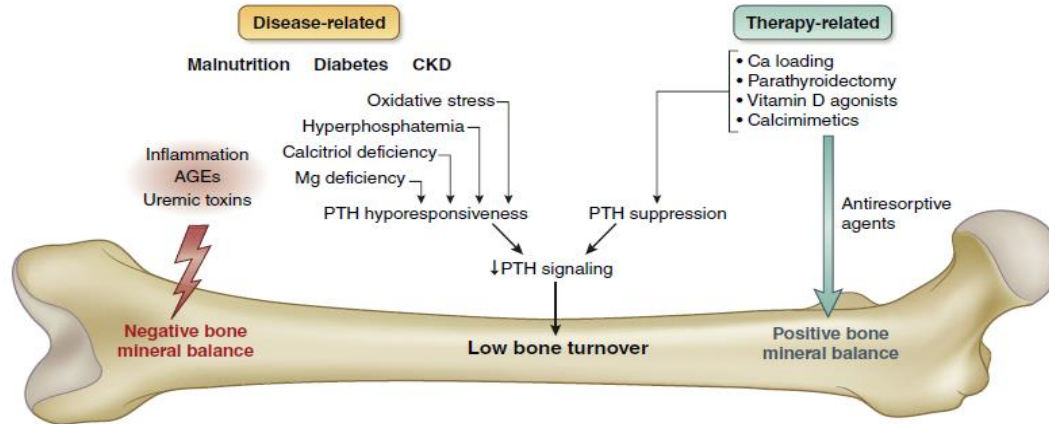 Disease-related
Therapy-related
Malnutrition Diabetes CKD
• Ca loading
• Parathyroidectomy
• Vitamin D agonists
• Calcimimetics
Oxidative stress
Hyperphosphatemia
Calcitriol deficiency
Mg deficiency
Inflammation
AGEs
Uremic toxins
PTH hyporesponsiveness
PTH suppression
Antiresorptive
agents
↓PTH signaling
Negative bone
mineral balance
Low bone turnover
Positive bone
mineral balance